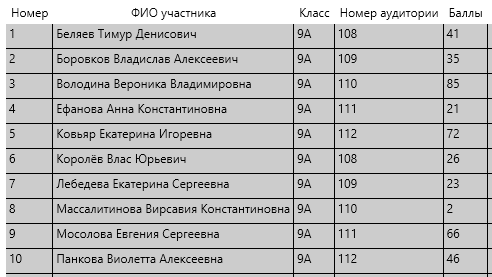 Номер ФИО участника Класс Номер аудитории Баллы
1 Беляев Тимур Денисович 9А 108 41
2 Боровков Владислав Алексеевич 9А 109 35
3 Володина Вероника Владимировна 9А 110 85
4 Ефанова Анна Константиновна 9А 111 21
5 Ковьяр Екатерина Игоревна 9А 112 72
6 Королёв Влас Юрьевич 9А 108 26
7 Лебедева Екатерина Сергеевна 9А 109 23
8 Массалитинова Вирсавия Константиновна 9А 110 2
9 Мосолова Евгения Сергеевна 9А 111 66
10 Панкова Виолетта Алексеевна 9А 112 46